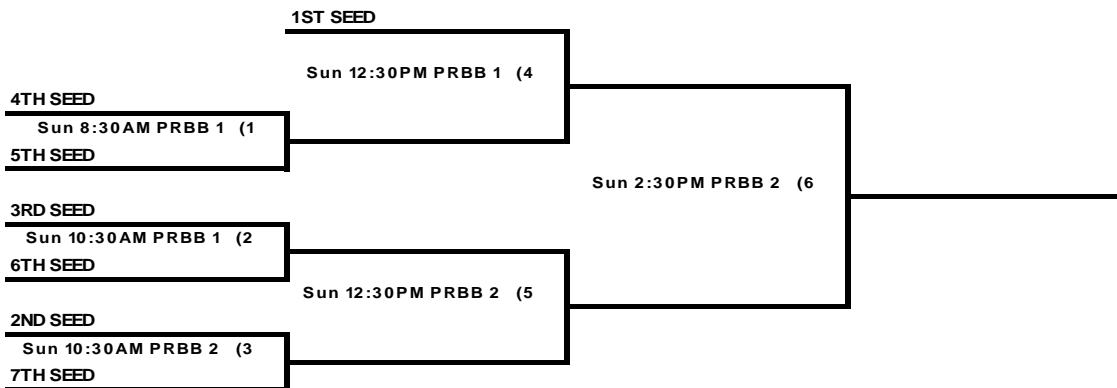 1ST SEED
Sun 12:30PM PRBB 1 (4
4TH SEED
Sun 8:30AM PRBB 1 (1
5TH SEED
Sun 2:30PM PRBB 2 (6
3RD SEED
Sun 10:30AM PRBB 1 (2
6TH SEED
Sun 12:30PM PRBB 2 (5
2ND SEED
Sun 10:30AM PRBB 2 (3
7TH SEED